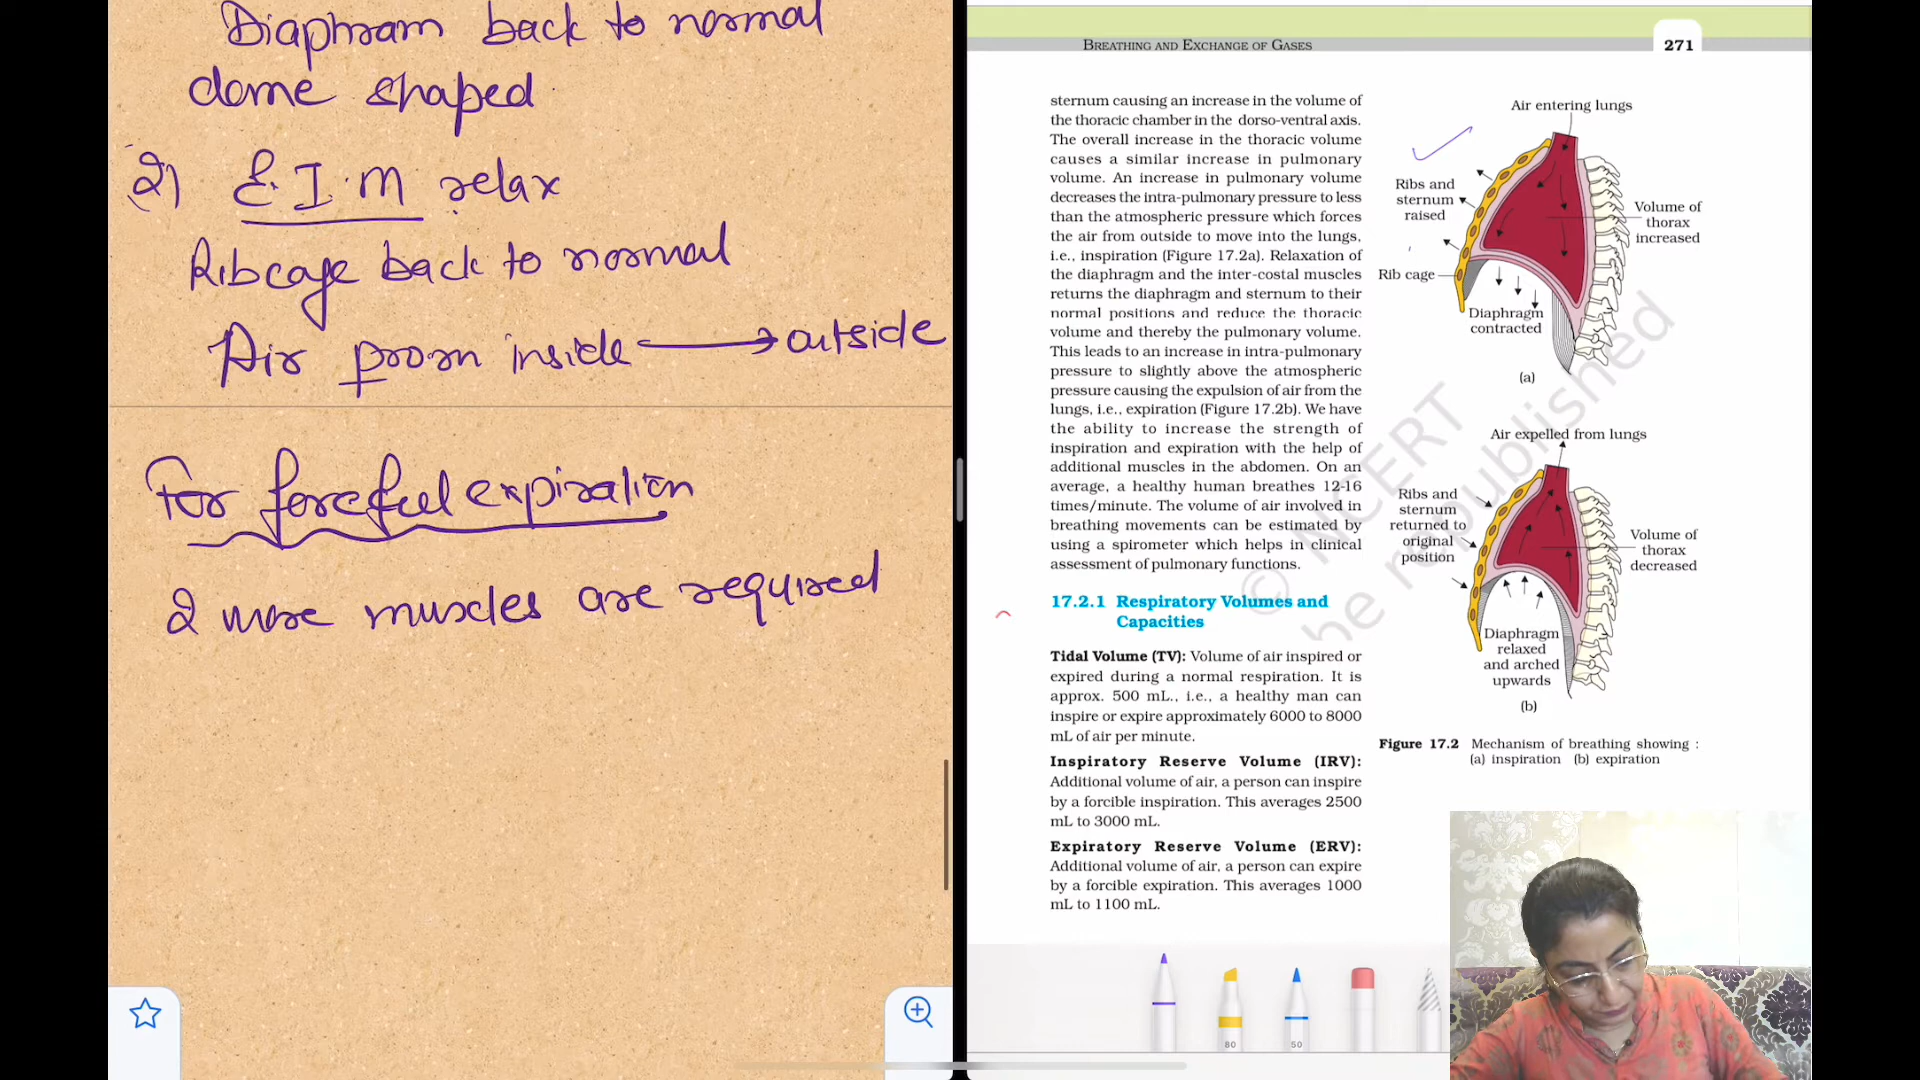 Diaphram back to normal
dome shaped
2) E.I.M relax
Ribcage back to normal
Air from inside → outside
For forceful expiration
2 more muscles are required
BREATHING AND EXCHANGE OF GASES
271
sternum causing an increase in the volume of
the thoracic chamber in the dorso-ventral axis.
The overall increase in the thoracic volume
causes a similar increase in pulmonary
volume. An increase in pulmonary volume
decreases the intra-pulmonary pressure to less
than the atmospheric pressure which forces
the air from outside to move into the lungs,
i.e., inspiration (Figure 17.2a). Relaxation of
the diaphragm and the inter-costal muscles
returns the diaphragm and sternum to their
normal positions and reduce the thoracic
volume and thereby the pulmonary volume.
This leads to an increase in intra-pulmonary
pressure to slightly above the atmospheric
pressure causing the expulsion of air from the
lungs, i.e., expiration (Figure 17.2b). We have
the ability to increase the strength of
inspiration and expiration with the help of
additional muscles in the abdomen. On an
average, a healthy human breathes 12-16
times/minute. The volume of air involved in
breathing movements can be estimated by
using a spirometer which helps in clinical
assessment of pulmonary functions.
17.2.1 Respiratory Volumes and
Capacities
Tidal Volume (TV): Volume of air inspired or
expired during a normal respiration. It is
approx. 500 mL., i.e., a healthy man can
inspire or expire approximately 6000 to 8000
mL of air per minute.
Inspiratory Reserve Volume (IRV):
Additional volume of air, a person can inspire
by a forcible inspiration. This averages 2500
mL to 3000 mL.
Expiratory Reserve Volume (ERV):
Additional volume of air, a person can expire
by a forcible expiration. This averages 1000
mL to 1100 mL.
Air entering lungs
Ribs and
sternum
raised
Volume of
thorax
increased
Rib cage
Diaphragm
contracted
(a)
Air expelled from lungs
Ribs and
sternum
returned to
original
position
Volume of
thorax
decreased
Diaphragm
relaxed
and arched
upwards
(b)
Figure 17.2 Mechanism of breathing showing :
(a) inspiration (b) expiration
© NCERT
be republished
80
50